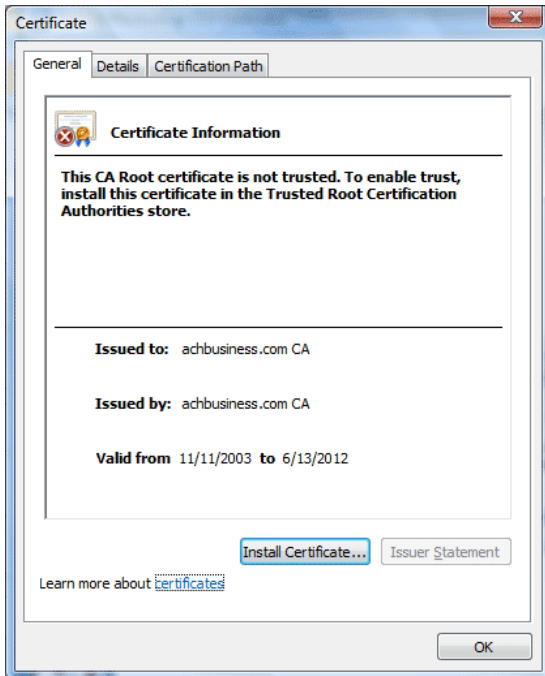 Certificate
General Details Certification Path
Certificate Information
This CA Root certificate is not trusted. To enable trust,
install this certificate in the Trusted Root Certification
Authorities store.
Issued to: achbusiness.com CA
Issued by: achbusiness.com CA
Valid from 11/11/2003 to 6/13/2012
Install Certificate... Issuer Statement
Learn more about certificates
OK